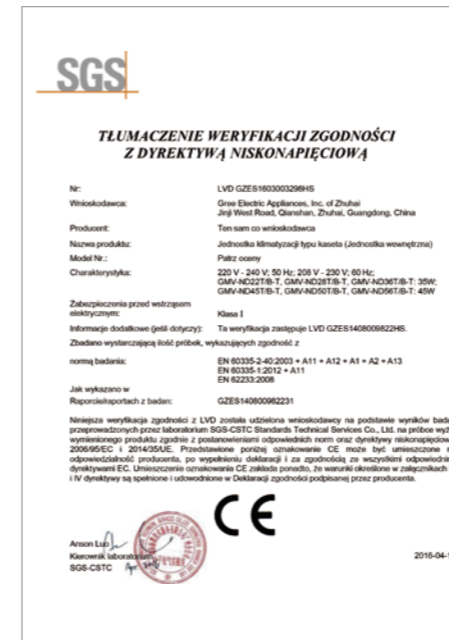 SGS
TŁUMACZENIE WERYFIKACJI ZGODNOŚCI
Z DYREKTYWĄ NISKONAPIĘCIOWĄ
Nr: LVD GZES1603003298HS
Wnioskodawca: Gree Electric Appliances, Inc. of Zhuhai
Jinji West Road, Qianshan, Zhuhai, Guangdong, China
Producent: Ten sam co wnioskodawca
Nazwa produktu: Jednostka klimatyzacji typu kaseta (Jednostka wewnętrzna)
Model Nr.: Patrz oceny
Charakterystyka: 220 V - 240 V; 50 Hz; 208 V - 230 V; 60 Hz;
GMV-ND22T/B-T, GMV-ND28T/B-T, GMV-ND36T/B-T: 35W;
GMV-ND45T/B-T, GMV-ND50T/B-T, GMV-ND56T/B-T: 45W
Zabezpieczenia przed wstrząsem
elektrycznym: Klasa I
Informacje dodatkowe (jeśli dotyczy): Ta weryfikacja zastępuje LVD GZES1408009822HS.
Zbadano wystarczającą ilość próbek, wykazujących zgodność z
normą badania: EN 60335-2-40:2003 + A11 + A12 + A1 + A2 + A13
EN 60335-1:2012 + A11
EN 62233:2008
Jak wykazano w
Raporcie/raportach z badań: GZES140800982231
Niniejsza weryfikacja zgodności z LVD została udzielona wnioskodawcy na podstawie wyników bada
przeprowadzonych przez laboratorium SGS-CSTC Standards Technical Services Co., Ltd. na próbce wyż
wymienionego produktu zgodnie z postanowieniami odpowiednich norm oraz dyrektywy niskonapięciow
2006/95/EC i 2014/35/UE. Przedstawione poniżej oznakowanie CE może być umieszczone n
odpowiedzialność producenta, po wypełnieniu deklaracji i za zgodnością ze wszystkimi odpowiedni
dyrektywami EC. Umieszczenie oznakowania CE zakłada ponadto, że warunki określone w załącznikach I
i IV dyrektywy są spełnione i udowodnione w Deklaracji zgodności podpisanej przez producenta.
CE
Anson Luo
Kierownik laboratorium
SGS-CSTC
2016-04-1